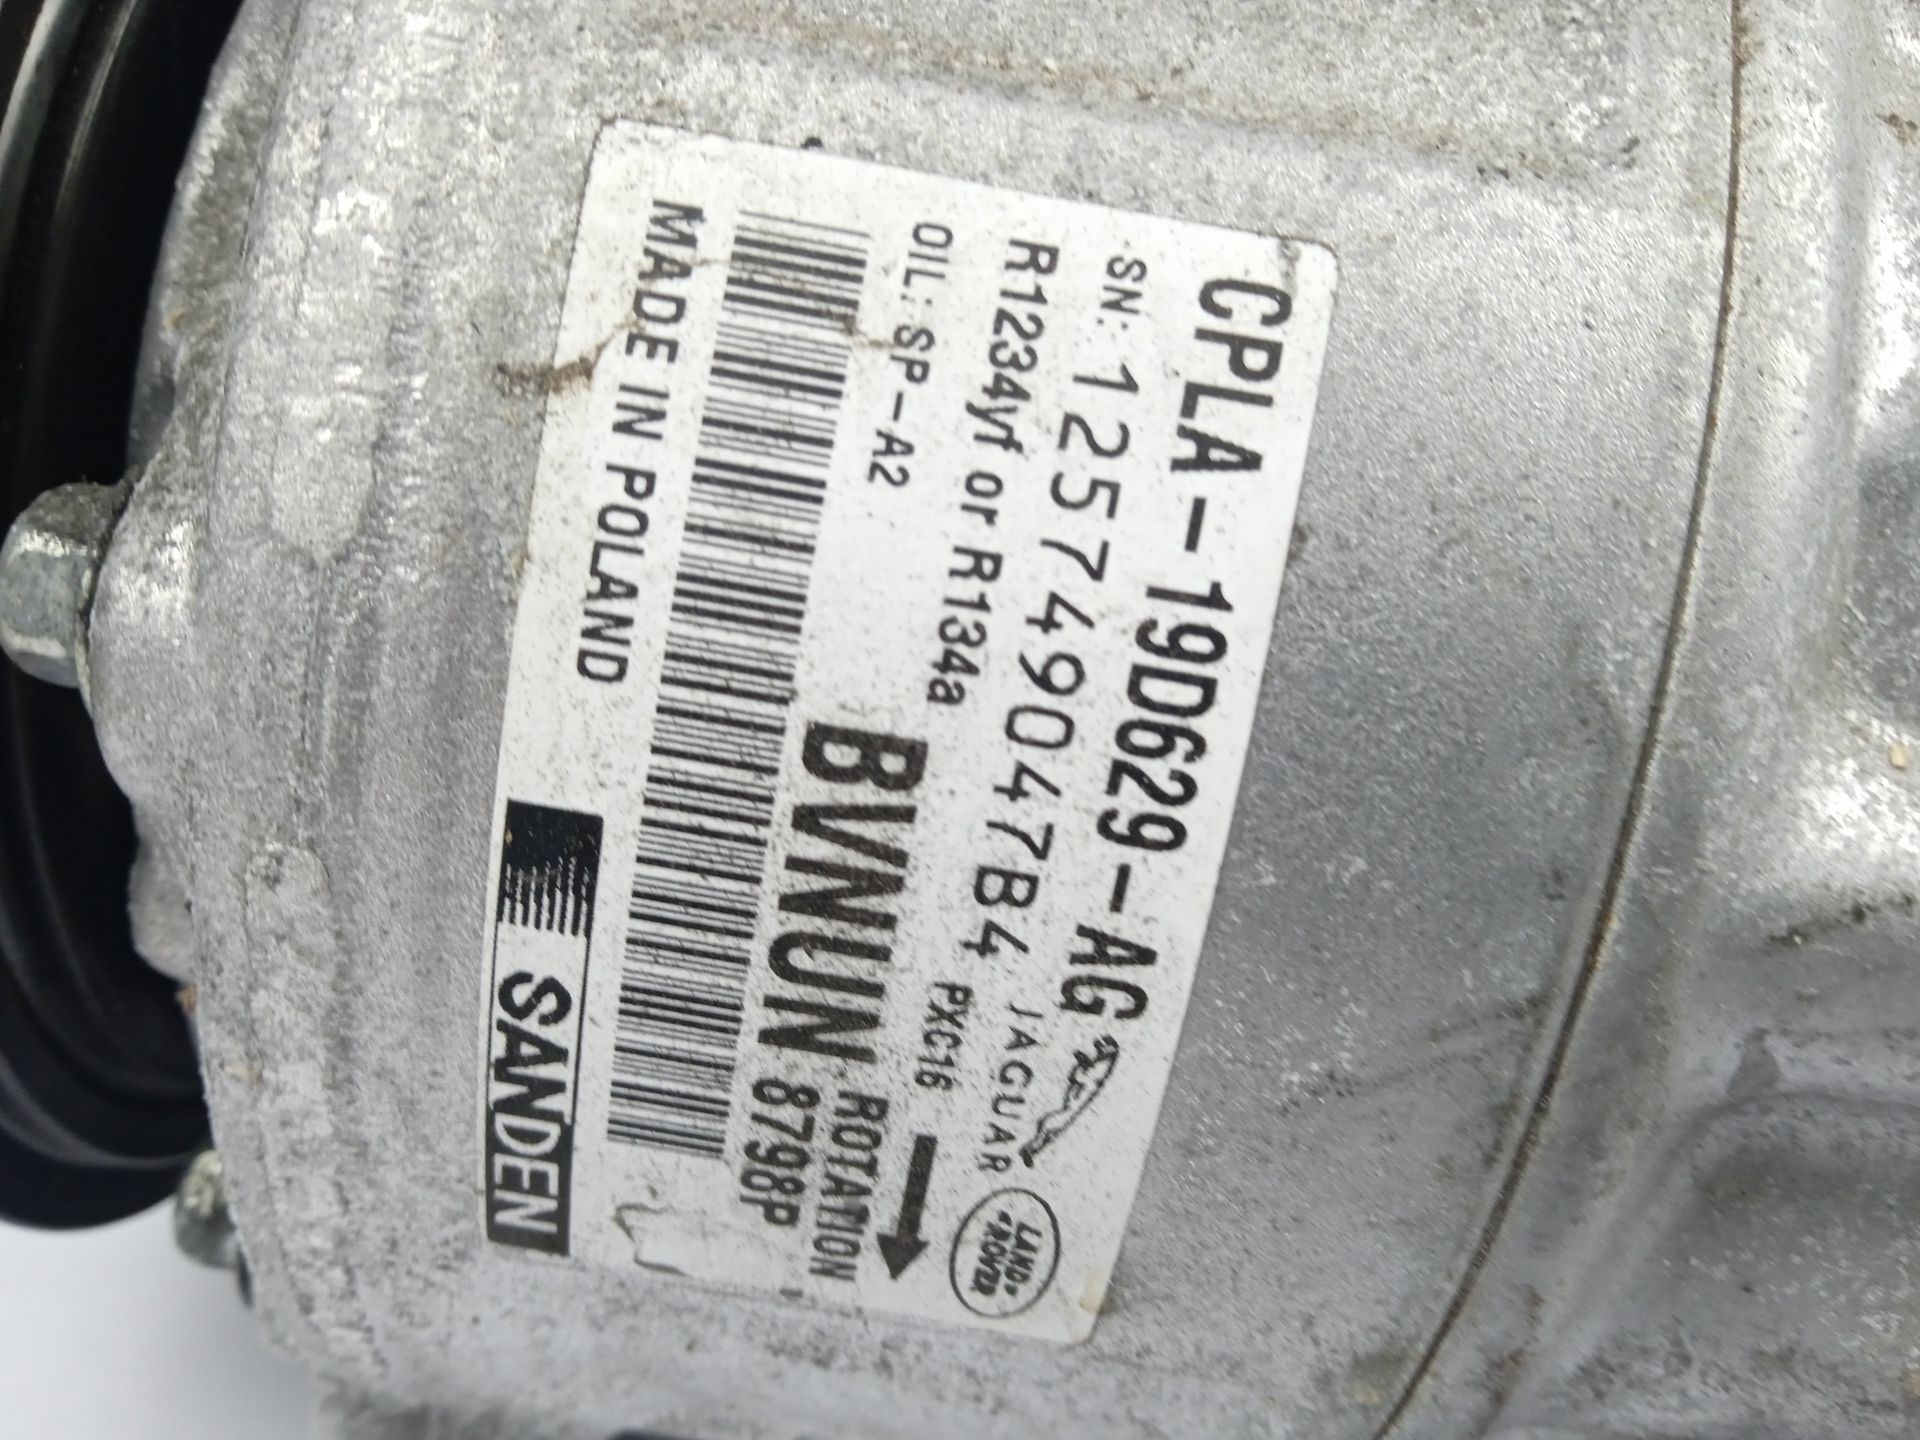 CPLA-19D629-AG
SN:125749047B4
JAGUAR
LAND ROVER
R1234yf or R134a
PXC16
OIL:SP-A2
BVNUN
ROTATION
8798P
MADE IN POLAND
SANDEN